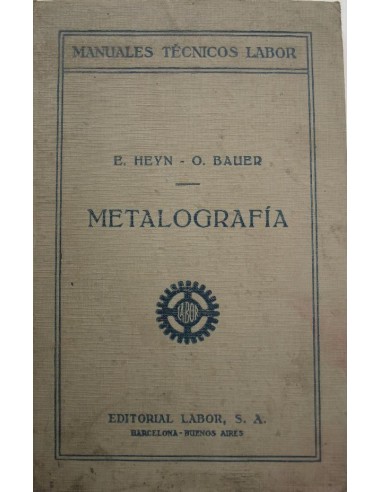 MANUALES TÉCNICOS LABOR
E. HEYN - O. BAUER
METALOGRAFÍA
LABOR
EDITORIAL LABOR, S. A.
BARCELONA - BUENOS AIRES